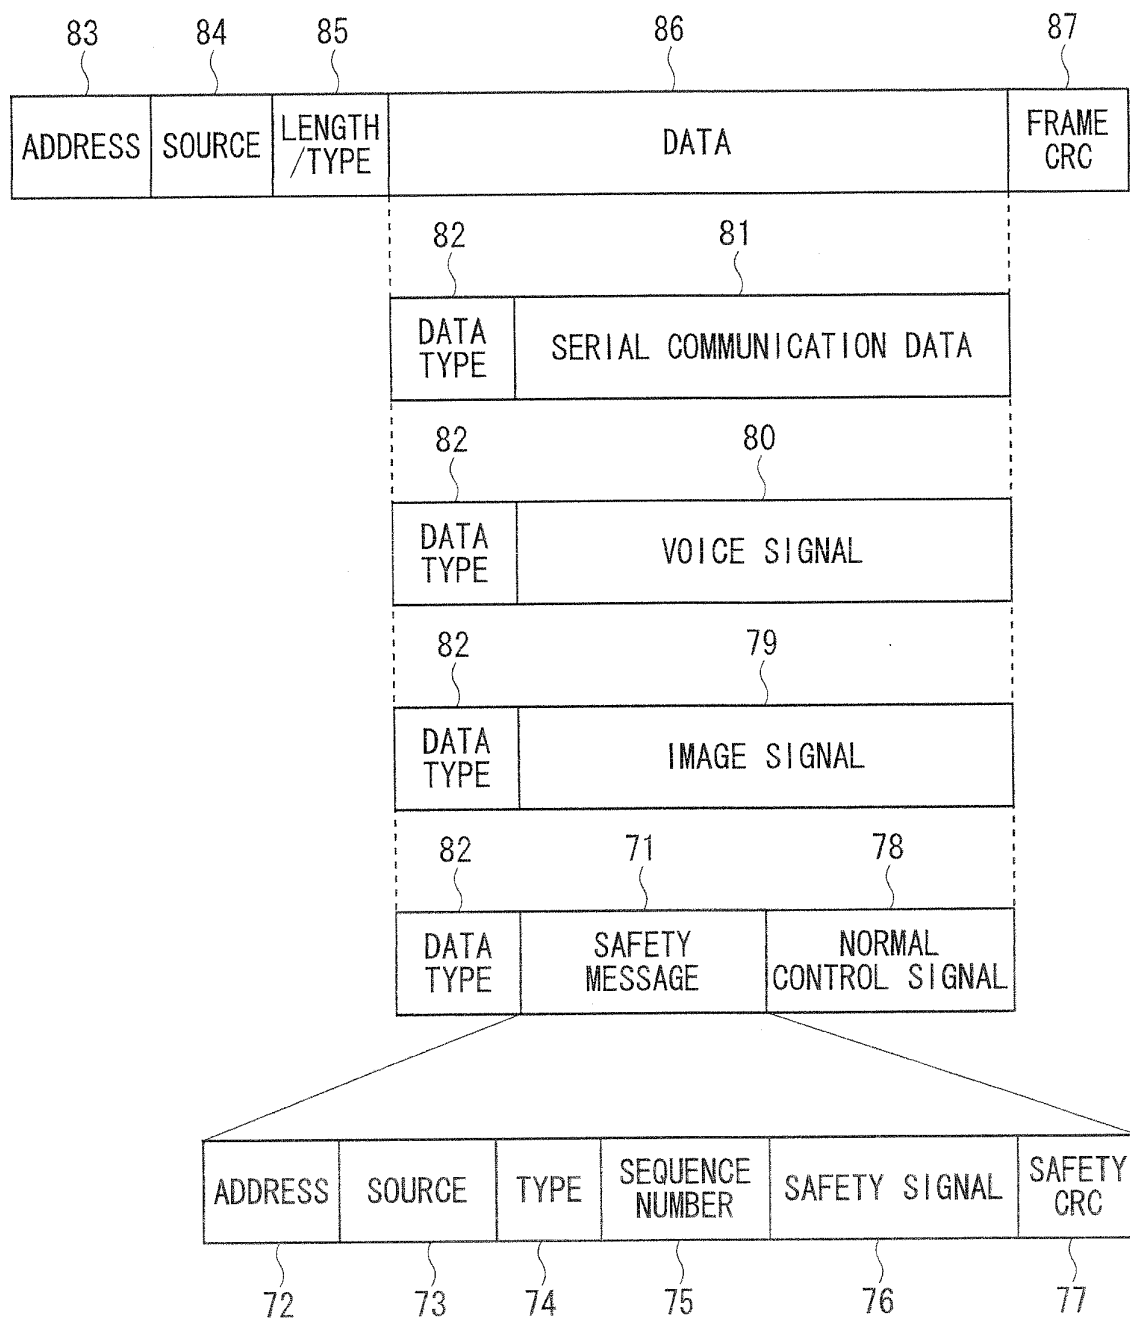 83 84 85 86 87
ADDRESS SOURCE LENGTH /TYPE DATA FRAME CRC
82 81
DATA TYPE SERIAL COMMUNICATION DATA
82 80
DATA TYPE VOICE SIGNAL
82 79
DATA TYPE IMAGE SIGNAL
82 71 78
DATA TYPE SAFETY MESSAGE NORMAL CONTROL SIGNAL
ADDRESS SOURCE TYPE SEQUENCE NUMBER SAFETY SIGNAL SAFETY CRC
72 73 74 75 76 77